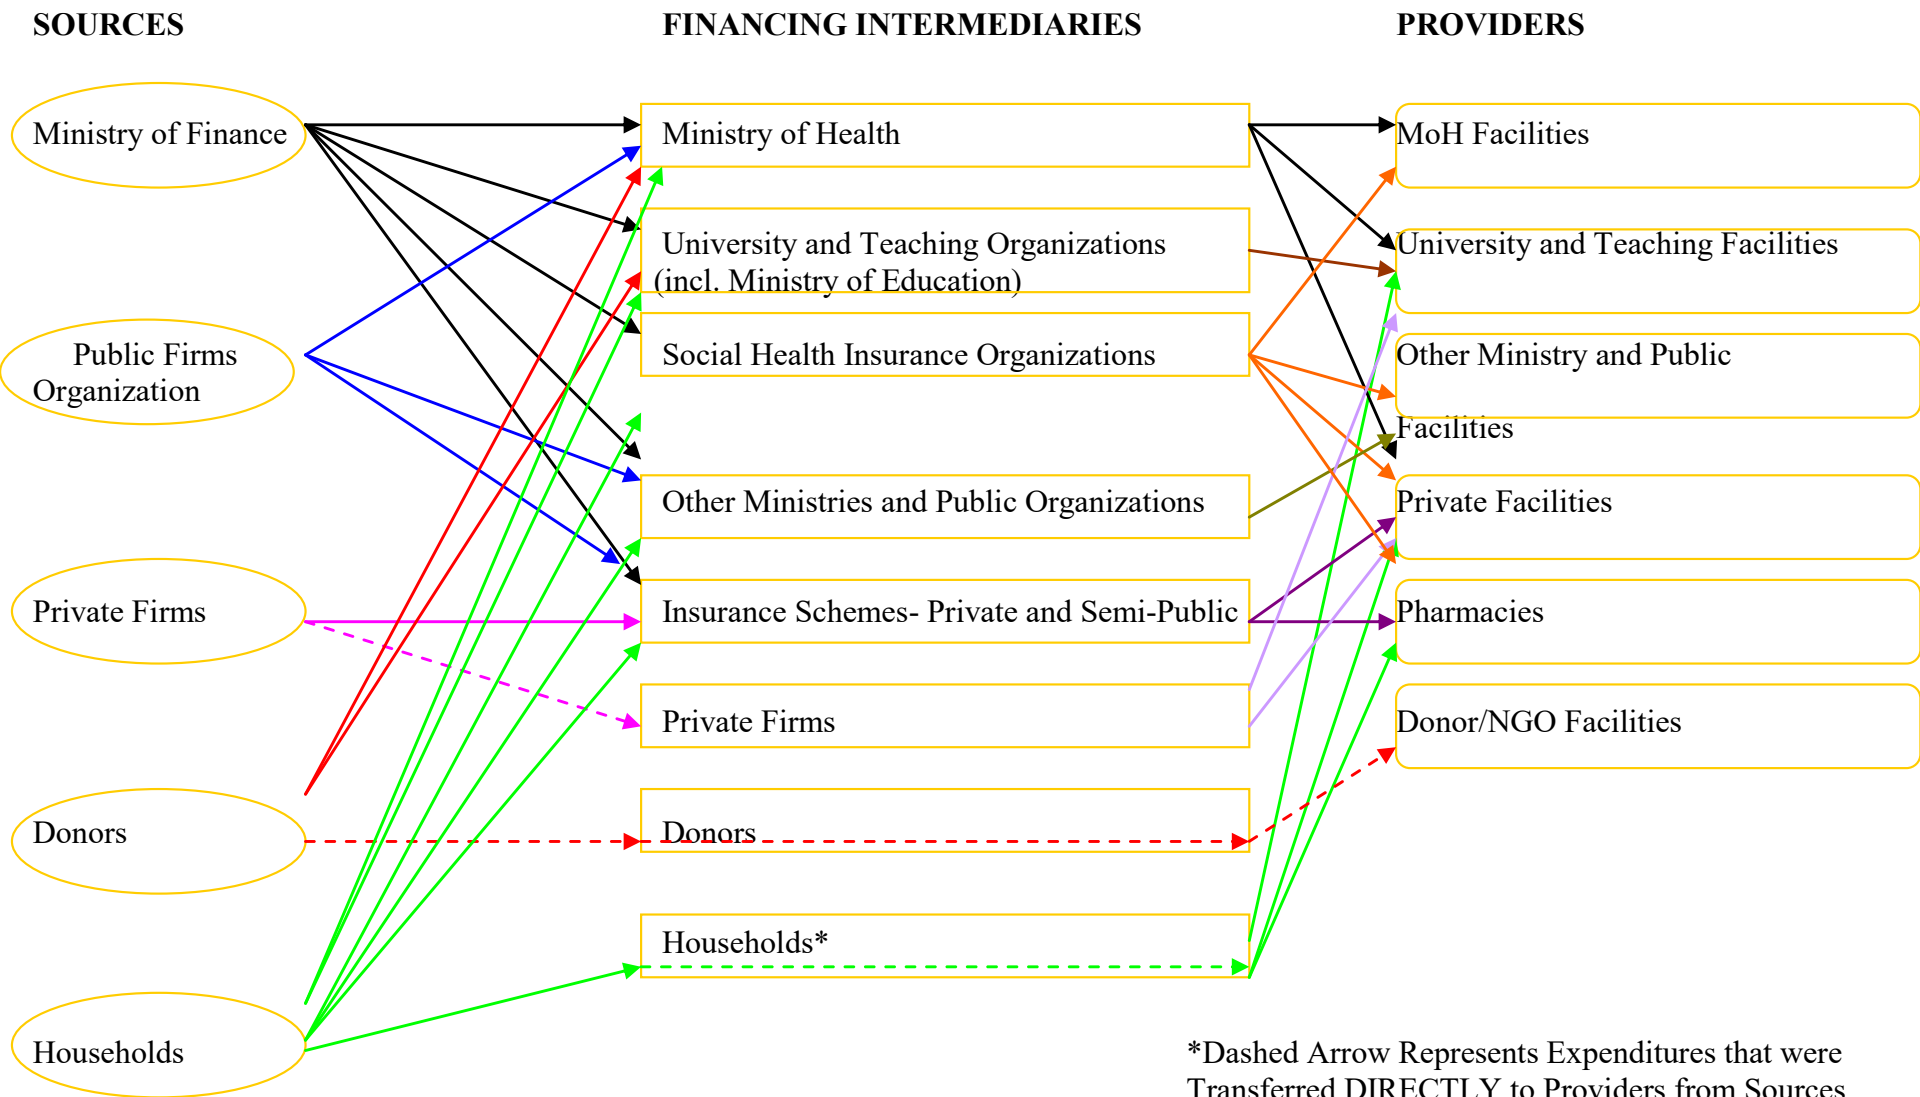 SOURCES
FINANCING INTERMEDIARIES
PROVIDERS
Ministry of Finance
Ministry of Health
MoH Facilities
University and Teaching Organizations
(incl. Ministry of Education)
University and Teaching Facilities
Public Firms
Organization
Social Health Insurance Organizations
Other Ministry and Public
Facilities
Other Ministries and Public Organizations
Private Facilities
Private Firms
Insurance Schemes- Private and Semi-Public
Pharmacies
Private Firms
Donor/NGO Facilities
Donors
Donors
Households*
Households
*Dashed Arrow Represents Expenditures that were
Transferred DIRECTLY to Providers from Sources